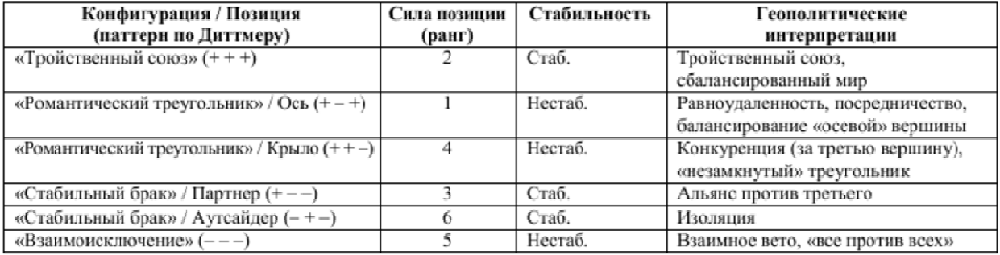 Конфигурация / Позиция (паттерн по Диттмеру) | Сила позиции (ранг) | Стабильность | Геополитические интерпретации
«Тройственный союз» (+ + +) | 2 | Стаб. | Тройственный союз, сбалансированный мир
«Романтический треугольник» / Ось (+ – +) | 1 | Нестаб. | Равноудаленность, посредничество, балансирование «осевой» вершины
«Романтический треугольник» / Крыло (+ + –) | 4 | Нестаб. | Конкуренция (за третью вершину), «незамкнутый» треугольник
«Стабильный брак» / Партнер (+ – –) | 3 | Стаб. | Альянс против третьего
«Стабильный брак» / Аутсайдер (– + –) | 6 | Стаб. | Изоляция
«Взаимоисключение» (– – –) | 5 | Нестаб. | Взаимное вето, «все против всех»